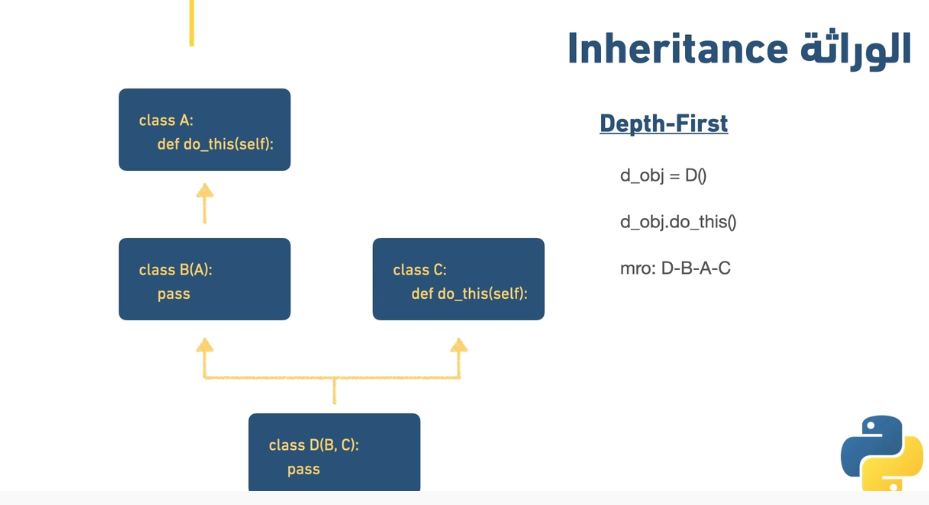 Inheritance الوراثة
Depth-First
d_obj = D()
d_obj.do_this()
mro: D-B-A-C
class A:
def do_this(self):
class B(A):
pass
class C:
def do_this(self):
class D(B, C):
pass